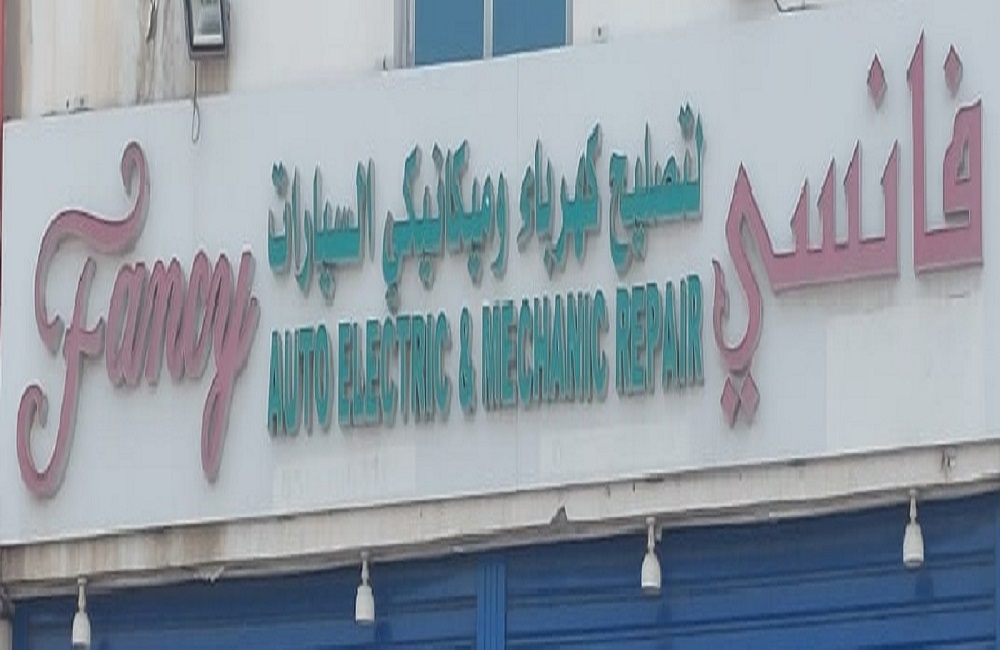 فانسي
لتصليح كهرباء وميكانيكي السيارات
Fancy
AUTO ELECTRIC & MECHANIC REPAIR